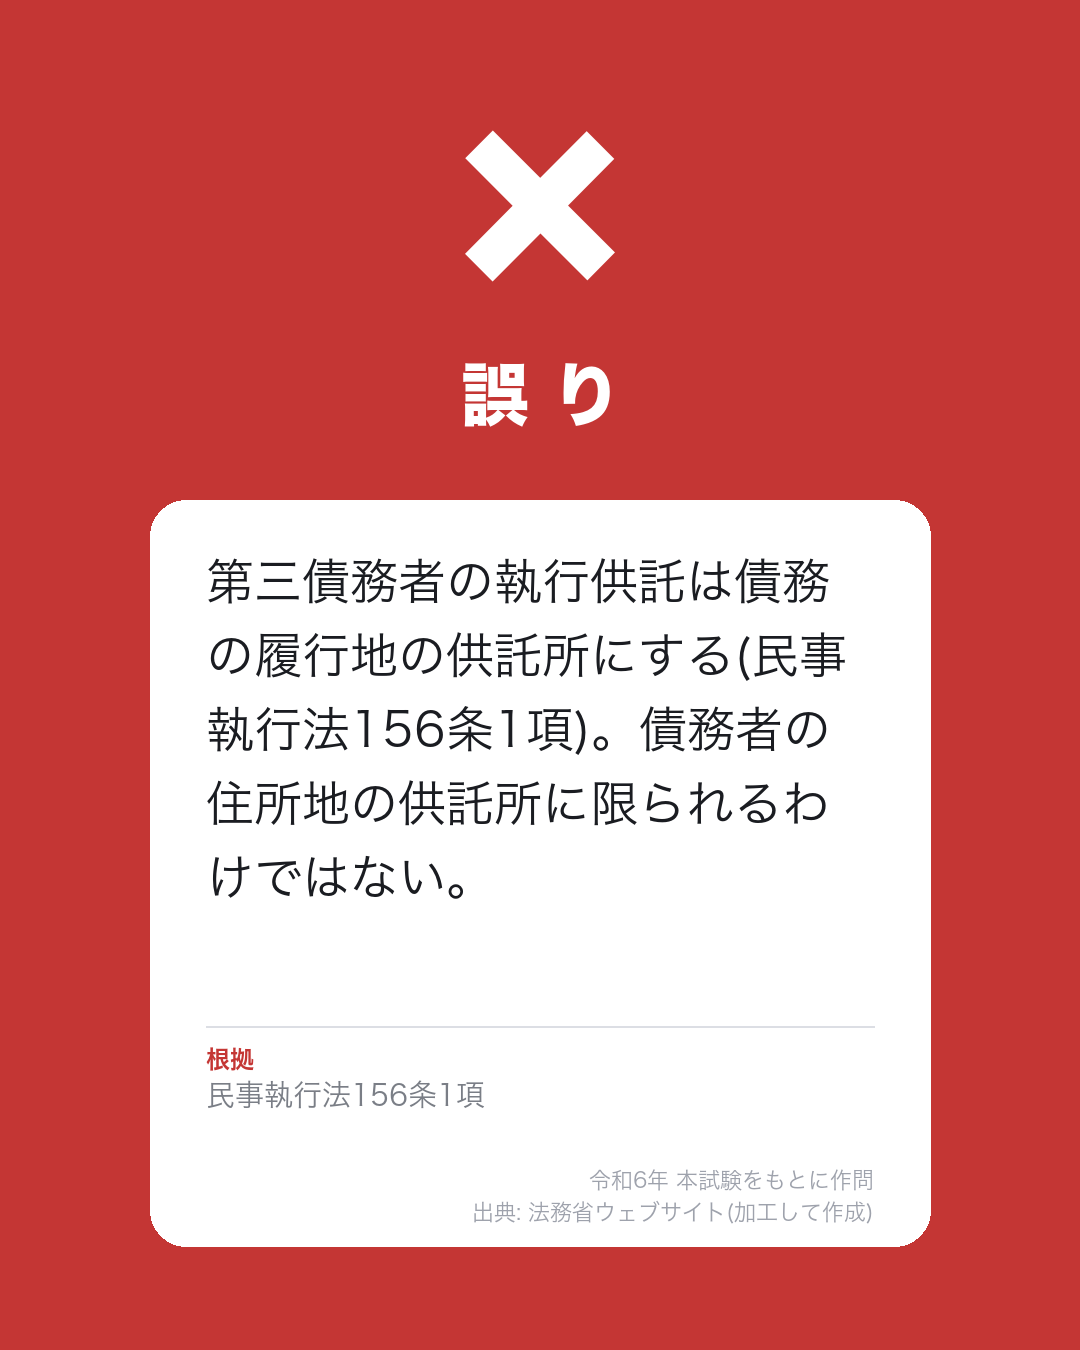 誤り
第三債務者の執行供託は債務
の履行地の供託所にする(民事
執行法156条1項)。債務者の
住所地の供託所に限られるわ
けではない。
根拠
民事執行法156条1項
令和6年 本試験をもとに作問
出典: 法務省ウェブサイト(加工して作成)